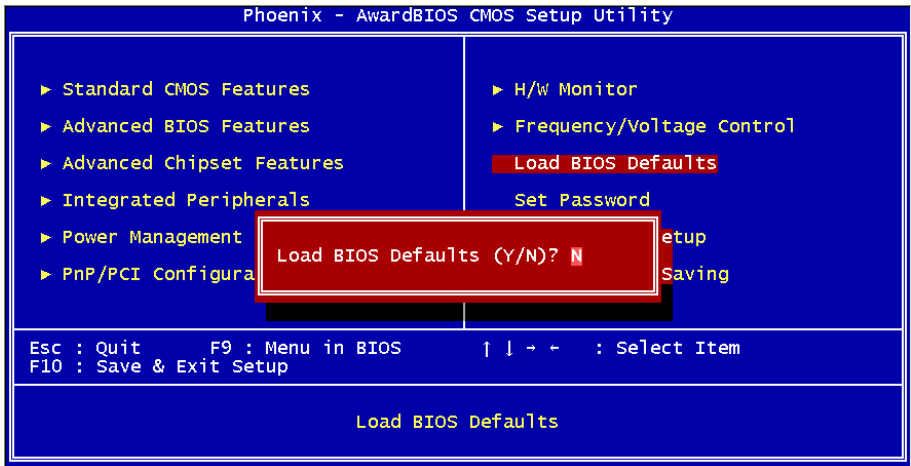 Phoenix - AwardBIOS CMOS Setup Utility
► Standard CMOS Features
► Advanced BIOS Features
► Advanced Chipset Features
► Integrated Peripherals
► Power Management
► PnP/PCI Configura
► H/W Monitor
► Frequency/Voltage Control
Load BIOS Defaults
Set Password
etup
Saving
Load BIOS Defaults (Y/N)? N
Esc : Quit F9 : Menu in BIOS ↑ ↓ → ← : Select Item
F10 : Save & Exit Setup
Load BIOS Defaults